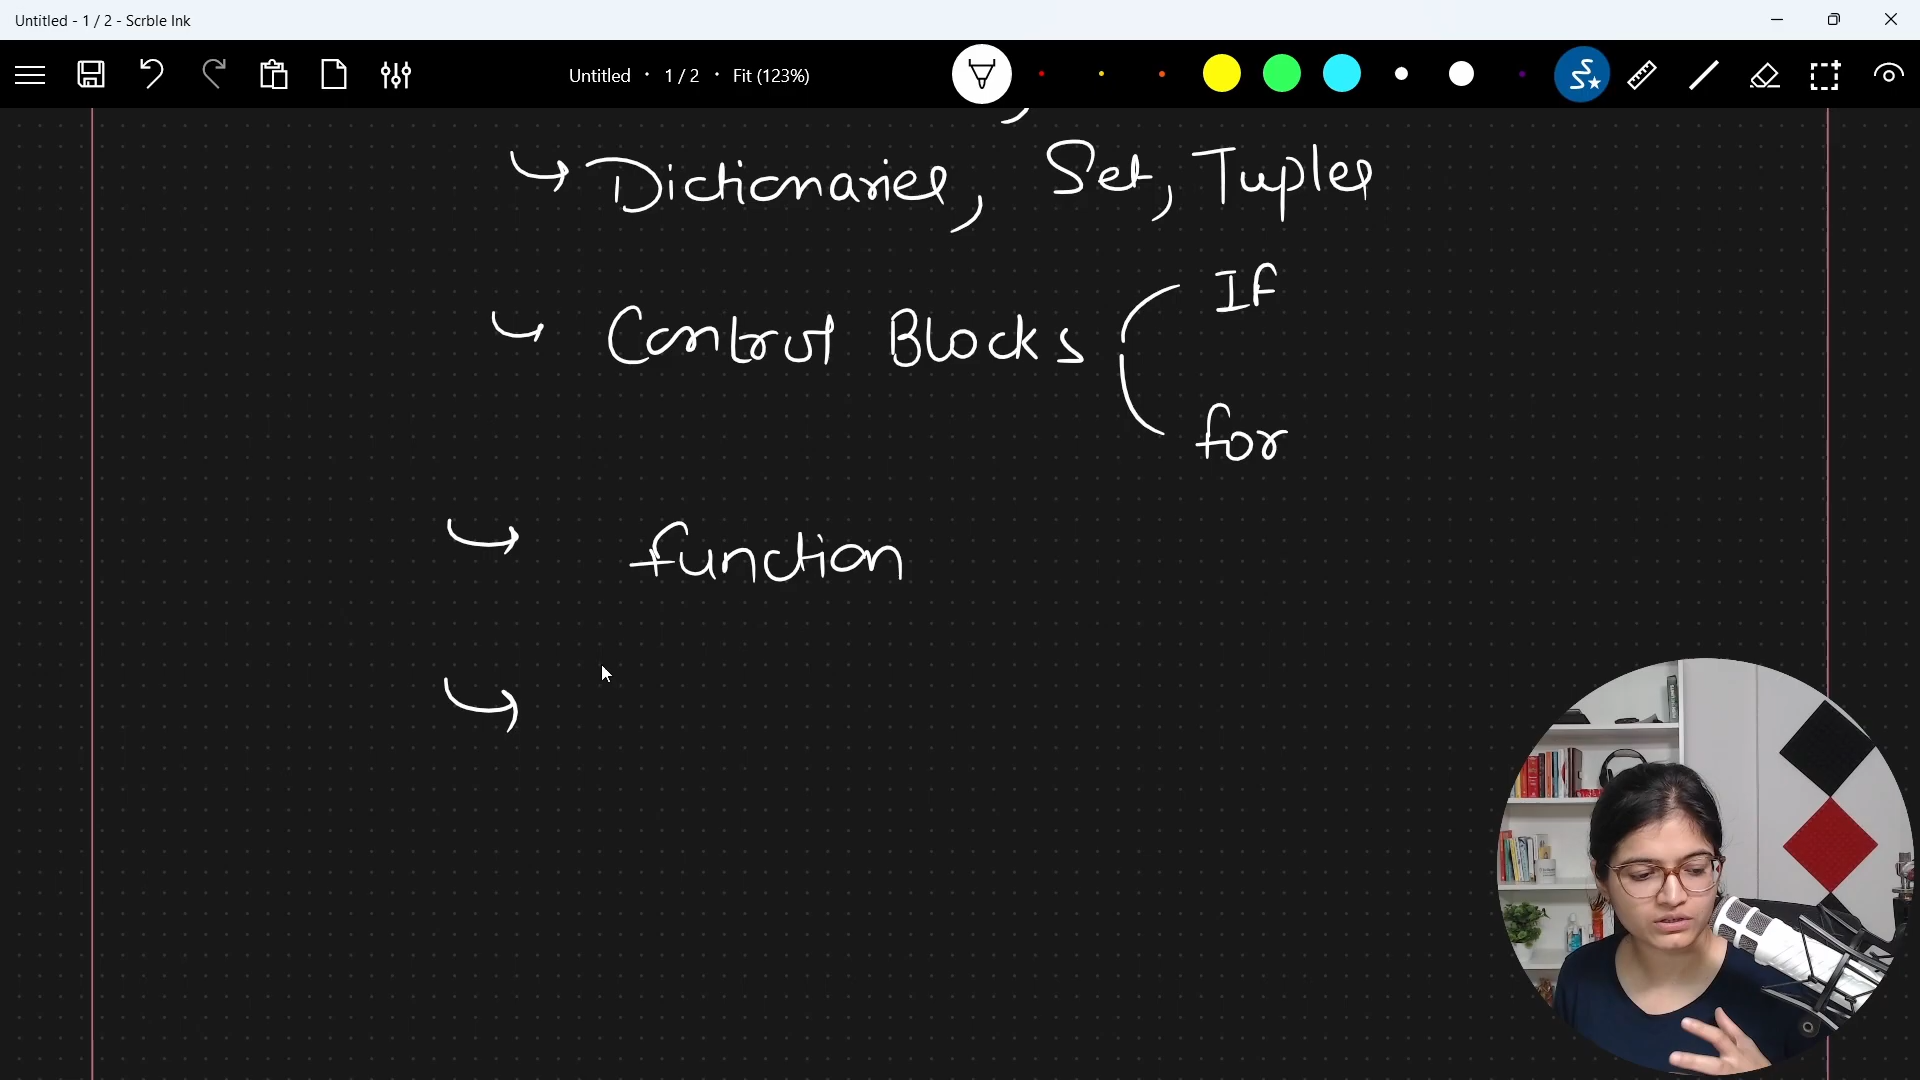 Untitled - 1 / 2 - Scrble Ink
Untitled • 1 / 2 • Fit (123%)
Dictionaries, Set, Tuples
If
Control Blocks
for
function